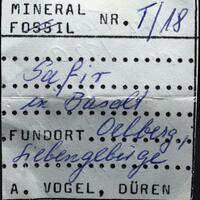 MINERAL NR. T/18
FOSSIL
Safir
in Basalt
FUNDORT Oelberg,
Siebengebirge
A. VOGEL, DÜREN